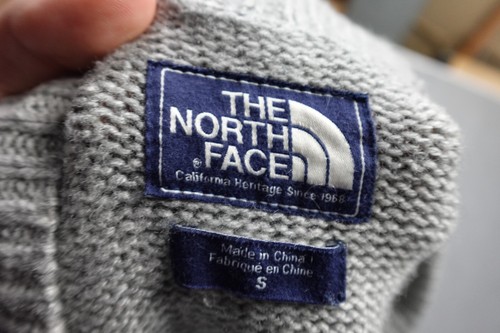 THE
NORTH
FACE
®
California Heritage Since 1968
Made in China /
Fabriqué en Chine
S